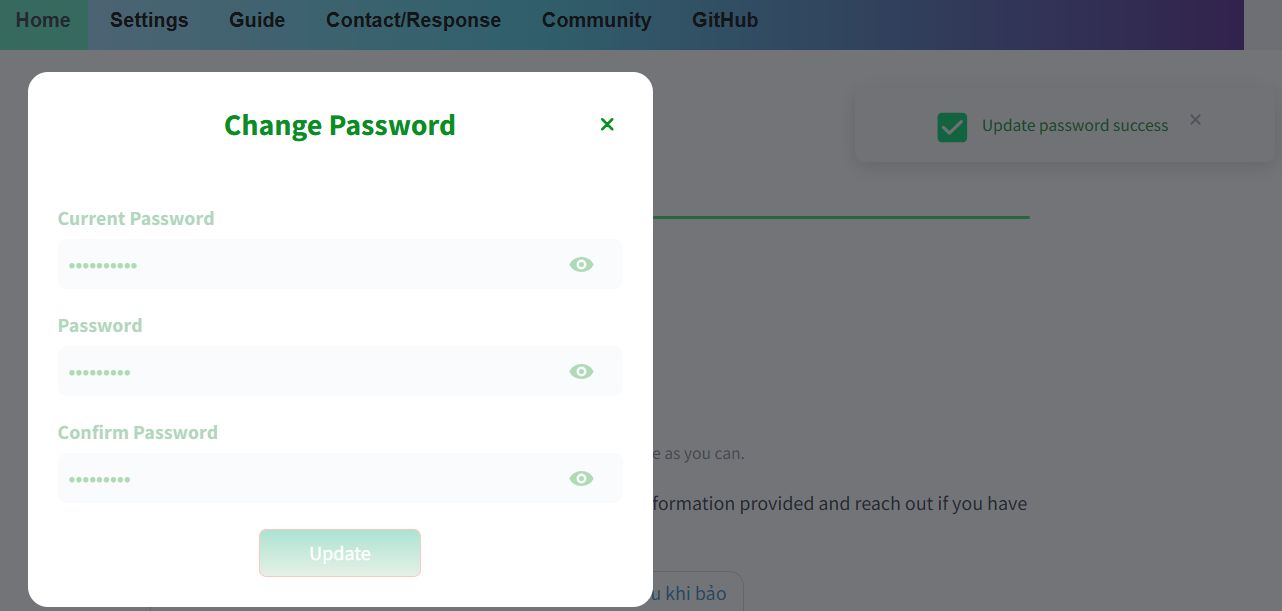 Home Settings Guide Contact/Response Community GitHub
Change Password
Update password success
Current Password
••••••••••
Password
•••••••••
Confirm Password
•••••••••
e as you can.
formation provided and reach out if you have
Update
u khi bảo